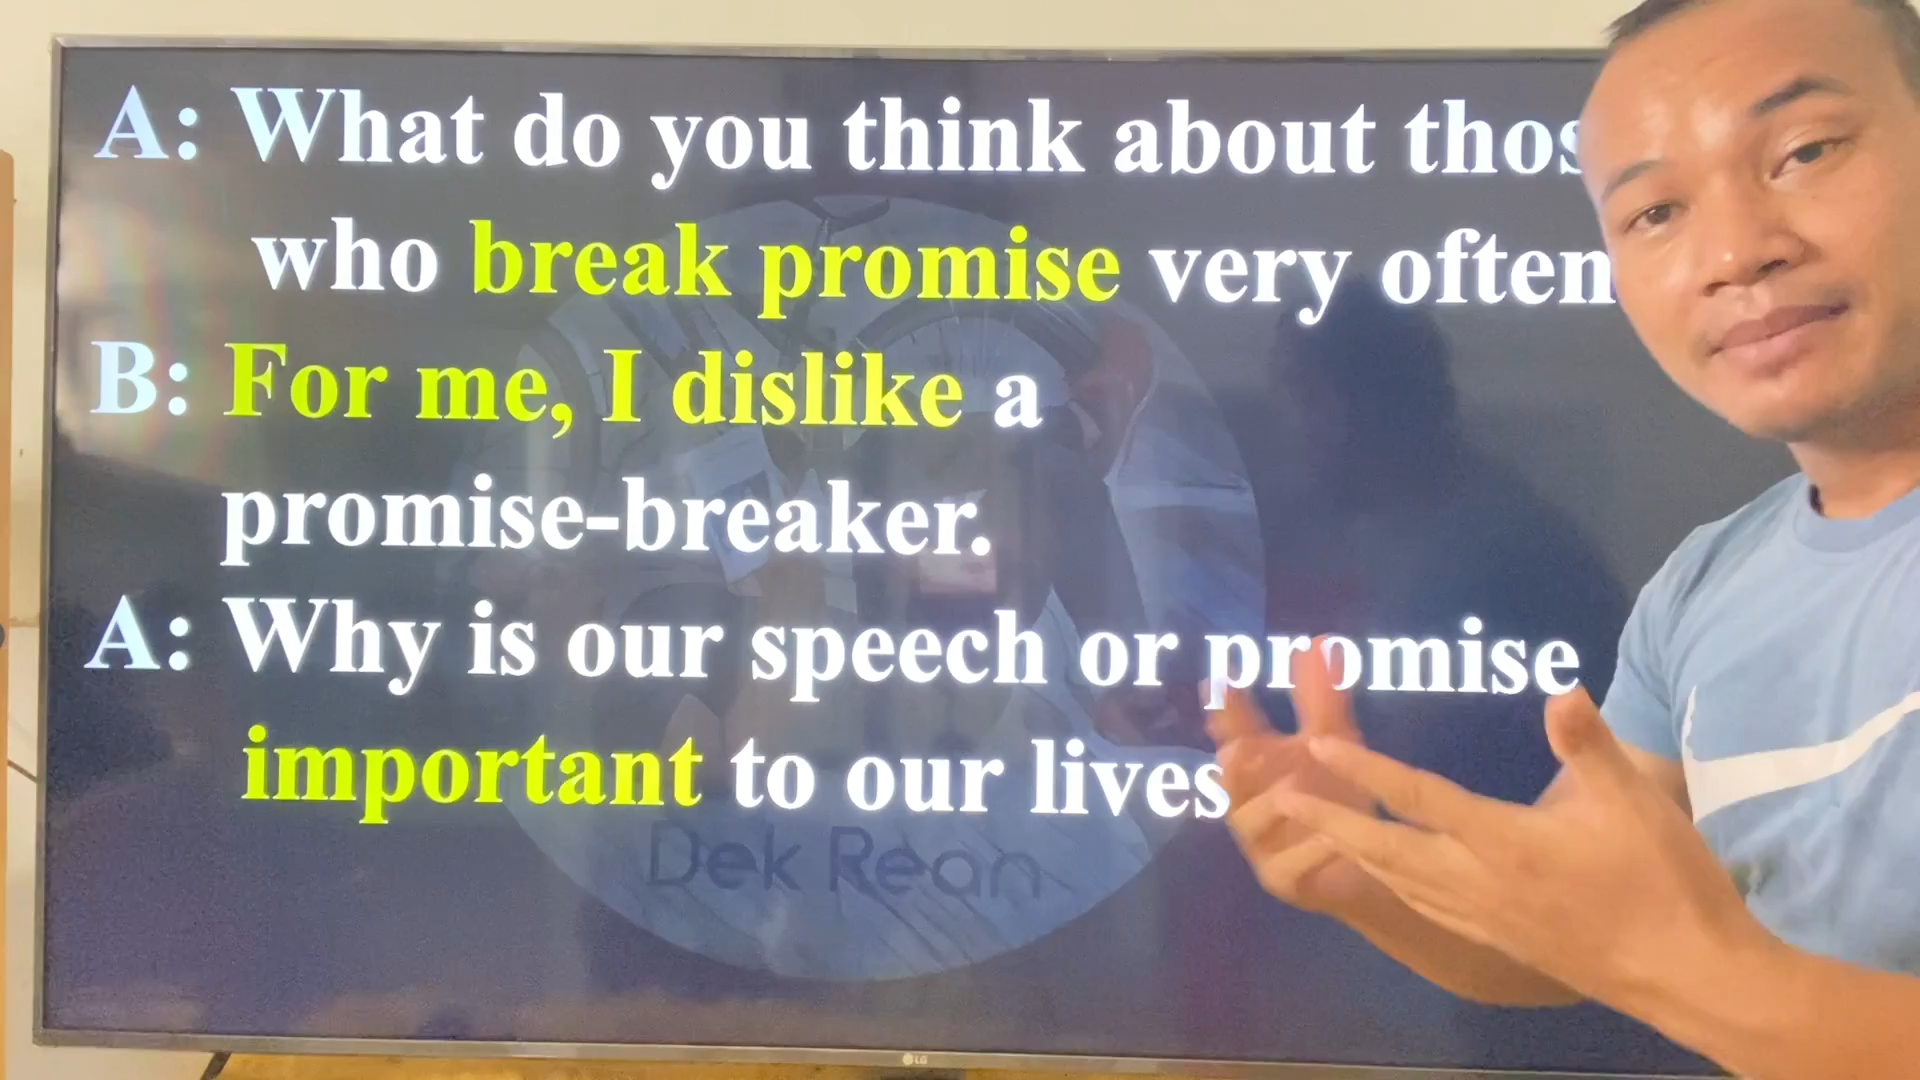 A: What do you think about thos
who break promise very often
B: For me, I dislike a
promise-breaker.
A: Why is our speech or promise
important to our lives
Dek Rean
LG